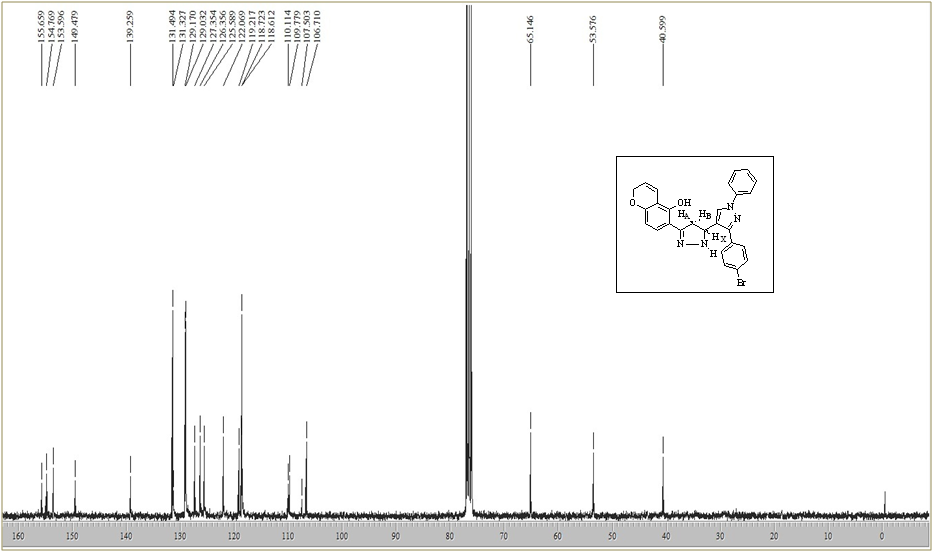 155.659
154.769
153.596
149.479
139.259
131.494
131.327
129.170
129.032
127.354
126.356
125.589
122.069
119.217
118.723
118.612
110.114
109.779
107.503
106.710
65.146
53.576
40.599
O
OH
HA
HB
N
N
HX
N
N
H
Br
160 150 140 130 120 110 100 90 80 70 60 50 40 30 20 10 0